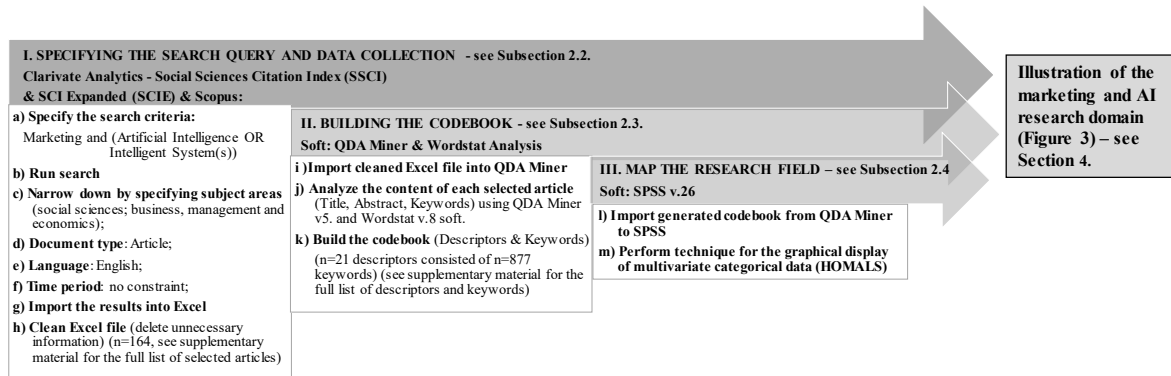 I. SPECIFYING THE SEARCH QUERY AND DATA COLLECTION - see Subsection 2.2.
Clarivate Analytics - Social Sciences Citation Index (SSCI)
& SCI Expanded (SCIE) & Scopus:
a) Specify the search criteria:
Marketing and (Artificial Intelligence OR
Intelligent System(s))
b) Run search
c) Narrow down by specifying subject areas
(social sciences; business, management and
economics);
d) Document type: Article;
e) Language: English;
f) Time period: no constraint;
g) Import the results into Excel
h) Clean Excel file (delete unnecessary
information) (n=164, see supplementary
material for the full list of selected articles)
II. BUILDING THE CODEBOOK - see Subsection 2.3.
Soft: QDA Miner & Wordstat Analysis
i )Import cleaned Excel file into QDA Miner
j) Analyze the content of each selected article
(Title, Abstract, Keywords) using QDA Miner
v5. and Wordstat v.8 soft.
k) Build the codebook (Descriptors & Keywords)
(n=21 descriptors consisted of n=877
keywords) (see supplementary material for the
full list of descriptors and keywords)
III. MAP THE RESEARCH FIELD – see Subsection 2.4
Soft: SPSS v.26
l) Import generated codebook from QDA Miner
to SPSS
m) Perform technique for the graphical display
of multivariate categorical data (HOMALS)
Illustration of the
marketing and AI
research domain
(Figure 3) – see
Section 4.